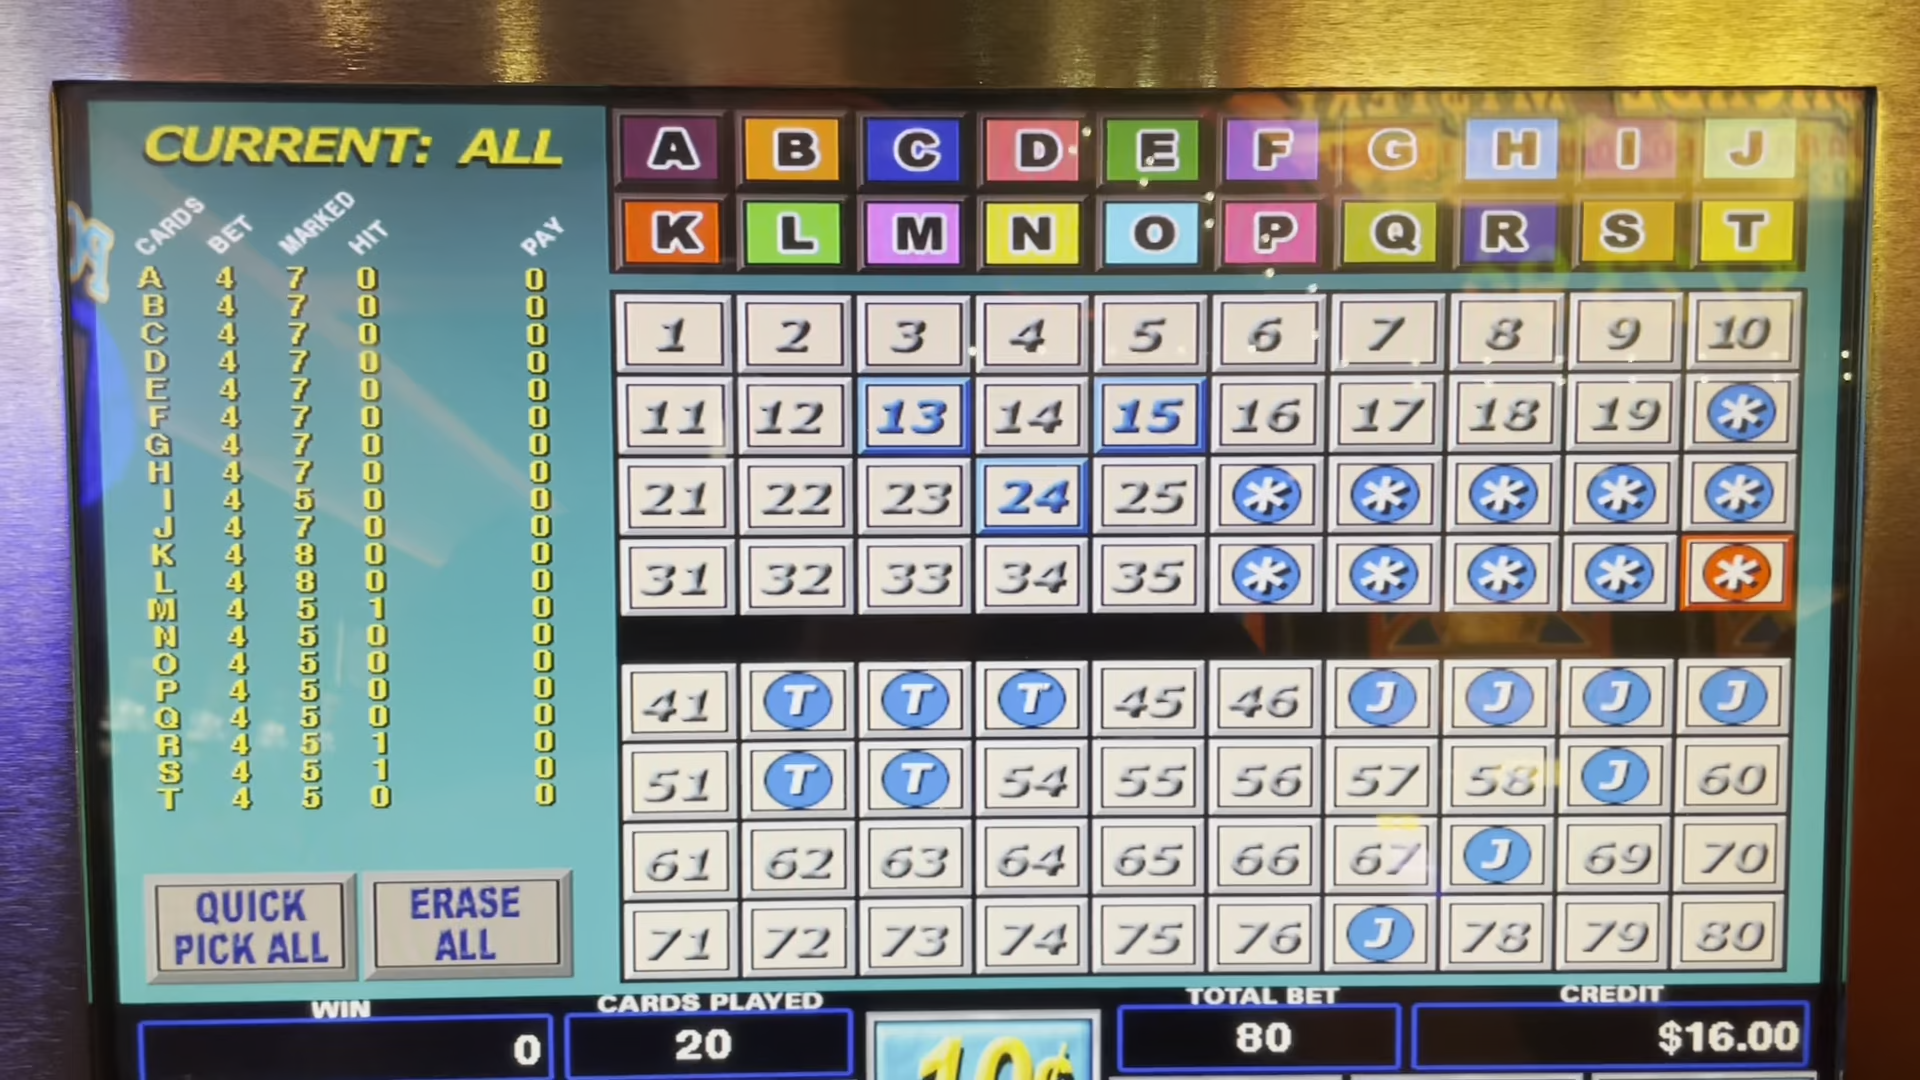 CURRENT: ALL
CARDS BET MARKED HIT PAY
A 4 7 0 0
B 4 7 0 0
C 4 7 0 0
D 4 7 0 0
E 4 7 0 0
F 4 7 0 0
G 4 7 0 0
H 4 7 0 0
I 4 5 0 0
J 4 7 0 0
K 4 8 0 0
L 4 8 0 0
M 4 5 1 0
N 4 5 0 0
O 4 5 0 0
P 4 5 0 0
Q 4 5 0 0
R 4 5 1 0
S 4 5 1 0
T 4 5 0 0
QUICK PICK ALL
ERASE ALL
A B C D E F G H I J
K L M N O P Q R S T
1 2 3 4 5 6 7 8 9 10
11 12 13 14 15 16 17 18 19 *
21 22 23 24 25 * * * * *
31 32 33 34 35 * * * * *
41 T T T 45 46 J J J J
51 T T 54 55 56 57 58 J 60
61 62 63 64 65 66 67 J 69 70
71 72 73 74 75 76 J 78 79 80
WIN CARDS PLAYED TOTAL BET CREDIT
0 20 10¢ 80 $16.00